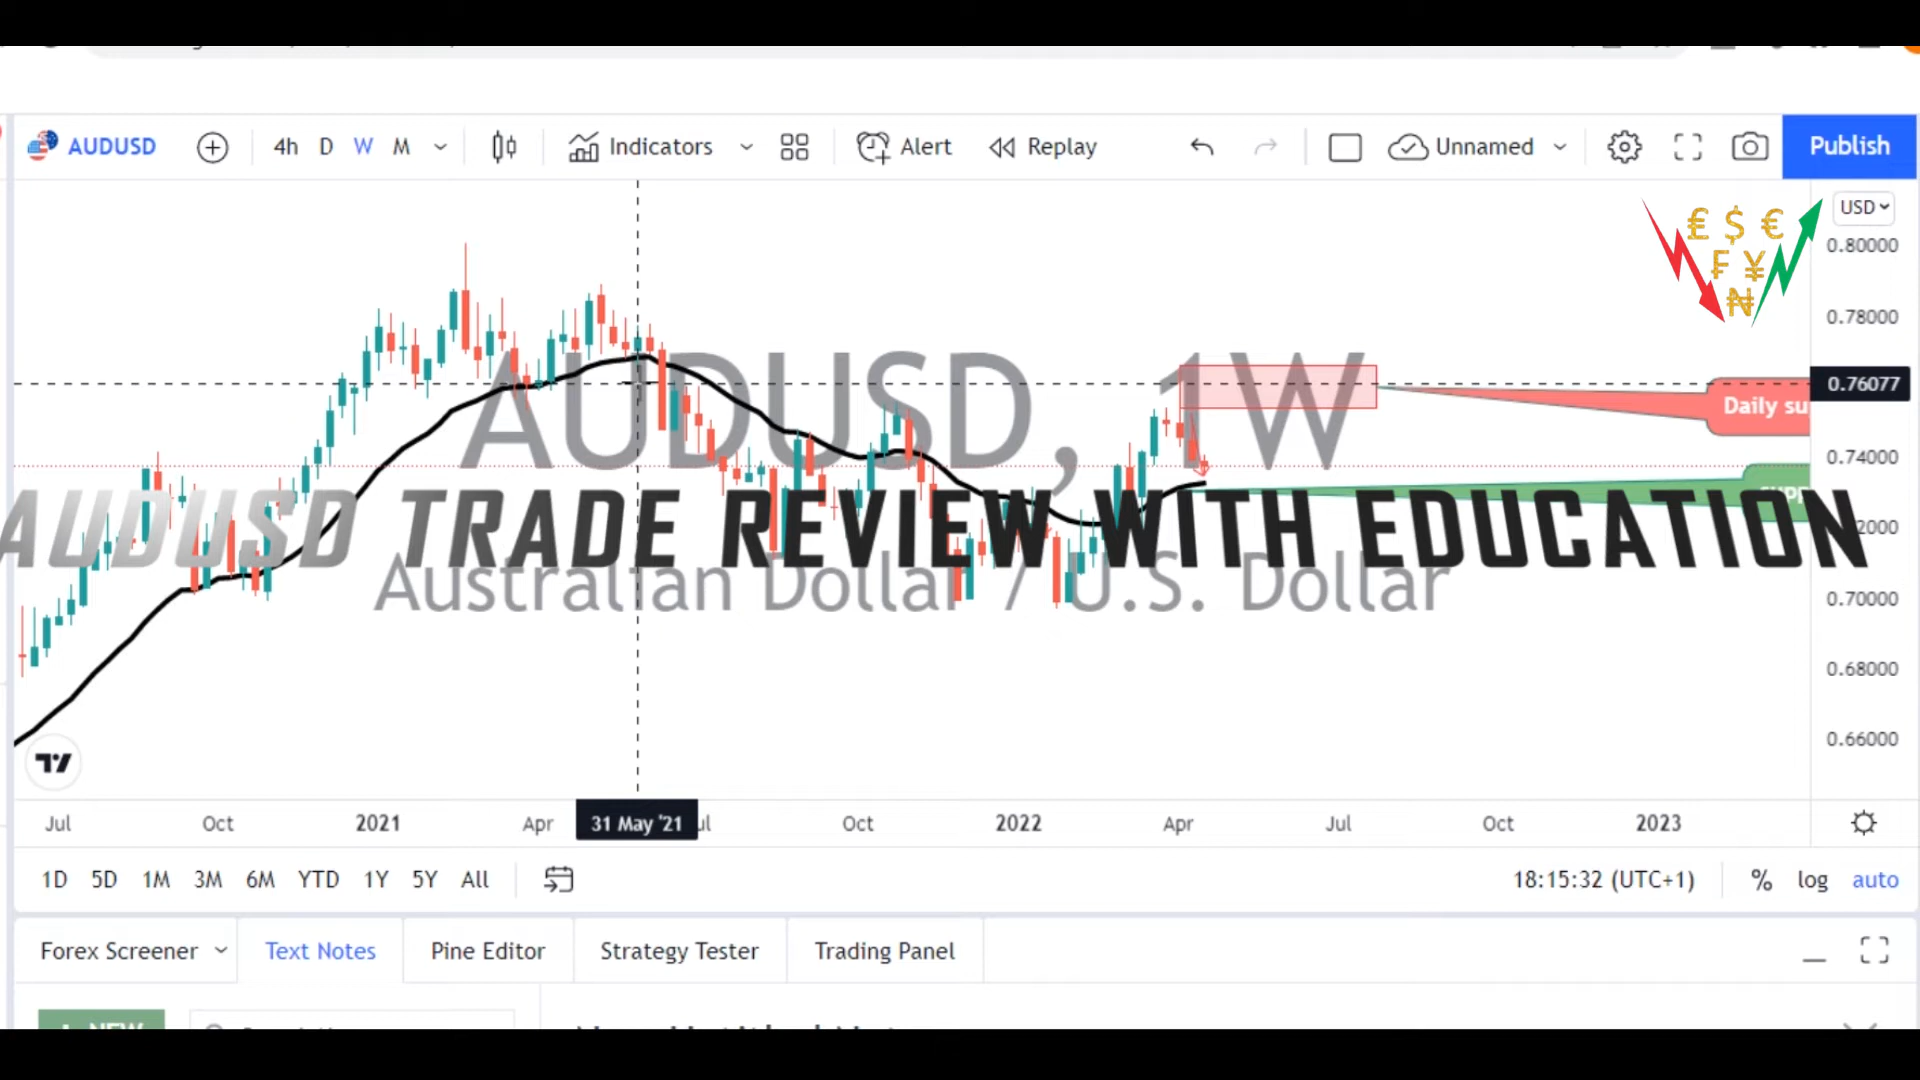 AUDUSD 4h D W M Indicators Alert Replay Unnamed Publish
USD
£ $ €
₣ ¥
₦
0.80000
0.78000
0.76077
Daily su
0.74000
0.70000
0.68000
0.66000
AUDUSD, 1W
AUDUSD TRADE REVIEW WITH EDUCATION
Australian Dollar / U.S. Dollar
Jul Oct 2021 Apr 31 May '21 Oct 2022 Apr Jul Oct 2023
1D 5D 1M 3M 6M YTD 1Y 5Y All 18:15:32 (UTC+1) % log auto
Forex Screener Text Notes Pine Editor Strategy Tester Trading Panel
NEW